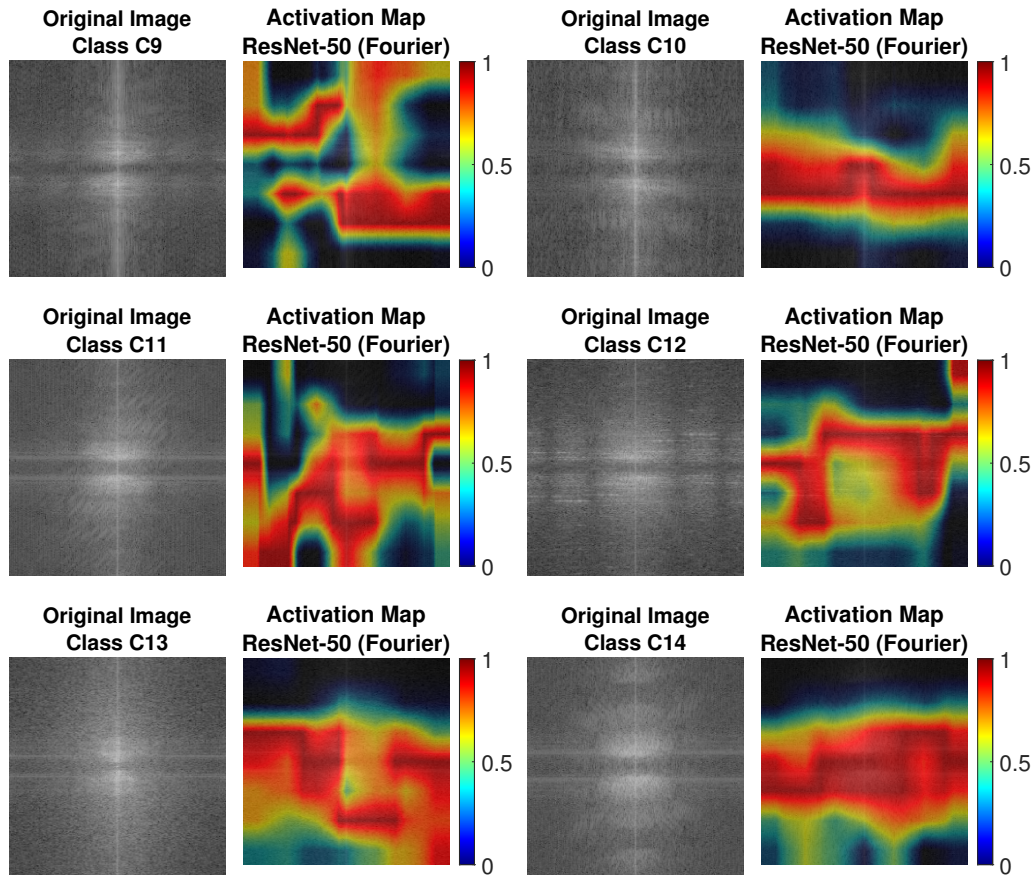 Original Image
Class C9
Activation Map
ResNet-50 (Fourier)
1
0.5
0
Original Image
Class C10
Activation Map
ResNet-50 (Fourier)
1
0.5
0
Original Image
Class C11
Activation Map
ResNet-50 (Fourier)
1
0.5
0
Original Image
Class C12
Activation Map
ResNet-50 (Fourier)
1
0.5
0
Original Image
Class C13
Activation Map
ResNet-50 (Fourier)
1
0.5
0
Original Image
Class C14
Activation Map
ResNet-50 (Fourier)
1
0.5
0